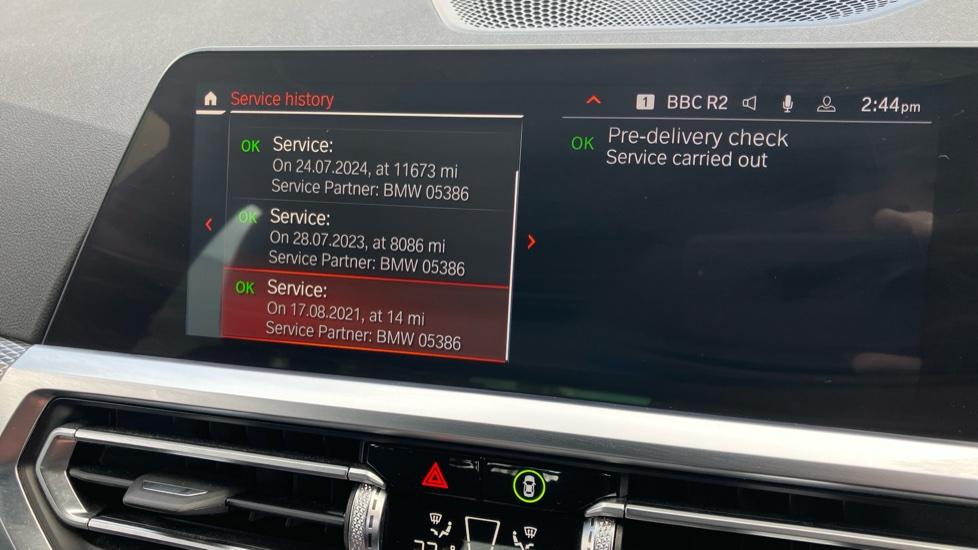 Service history
1 BBC R2 2:44pm
OK Service:
On 24.07.2024, at 11673 mi
Service Partner: BMW 05386
OK Service:
On 28.07.2023, at 8086 mi
Service Partner: BMW 05386
OK Service:
On 17.08.2021, at 14 mi
Service Partner: BMW 05386
OK Pre-delivery check
Service carried out